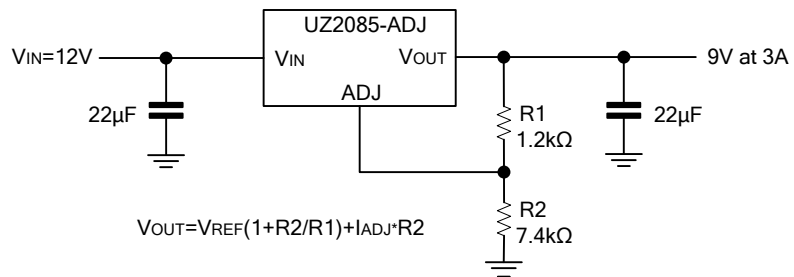 UZ2085-ADJ
VIN=12V
VIN
VOUT
9V at 3A
ADJ
22µF
R1
1.2kΩ
22µF
VOUT=VREF(1+R2/R1)+IADJ*R2
R2
7.4kΩ